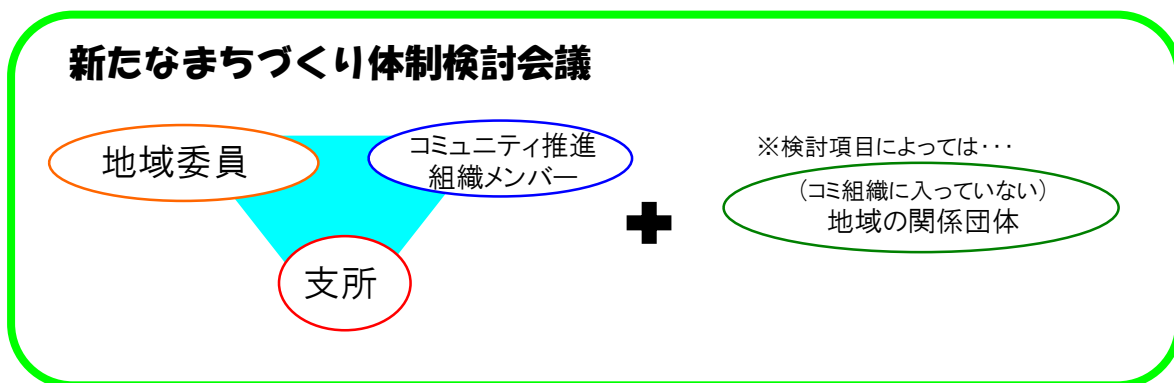 新たなまちづくり体制検討会議
地域委員
コミュニティ推進
組織メンバー
支所
※検討項目によっては・・・
（コミ組織に入っていない）
地域の関係団体